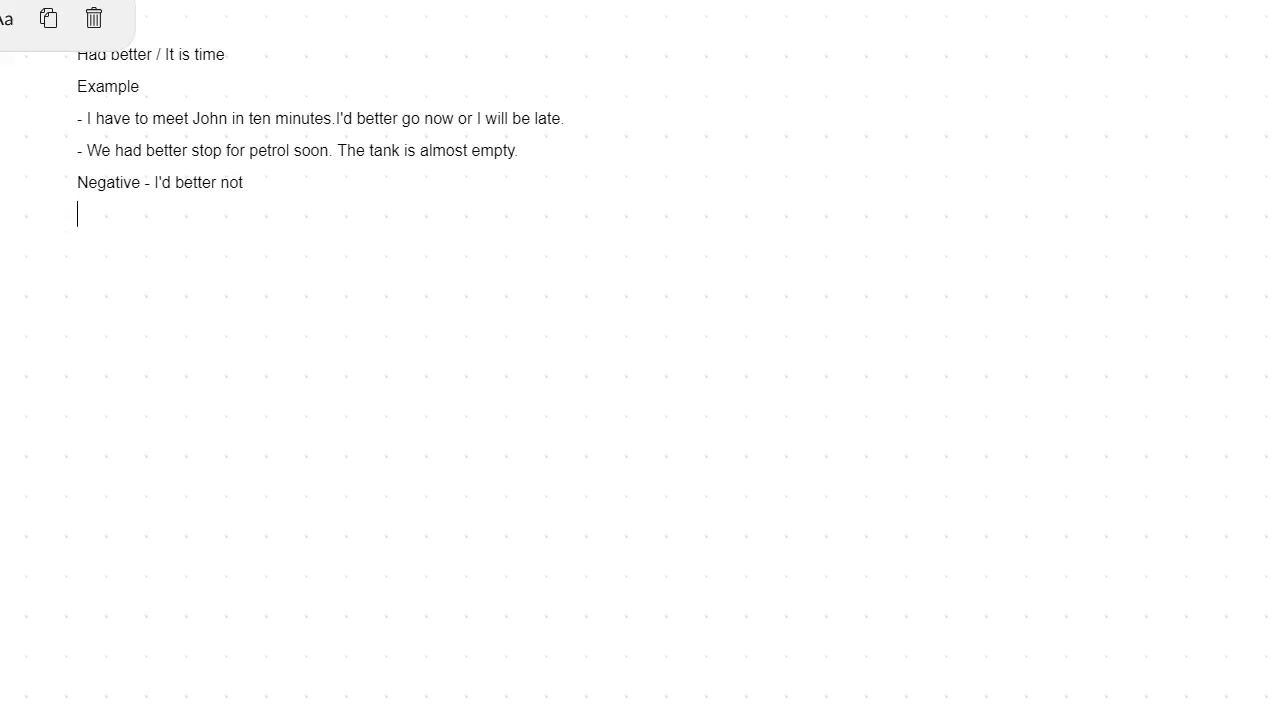 Aa
Had better / It is time
Example
- I have to meet John in ten minutes.I'd better go now or I will be late.
- We had better stop for petrol soon. The tank is almost empty.
Negative - I'd better not